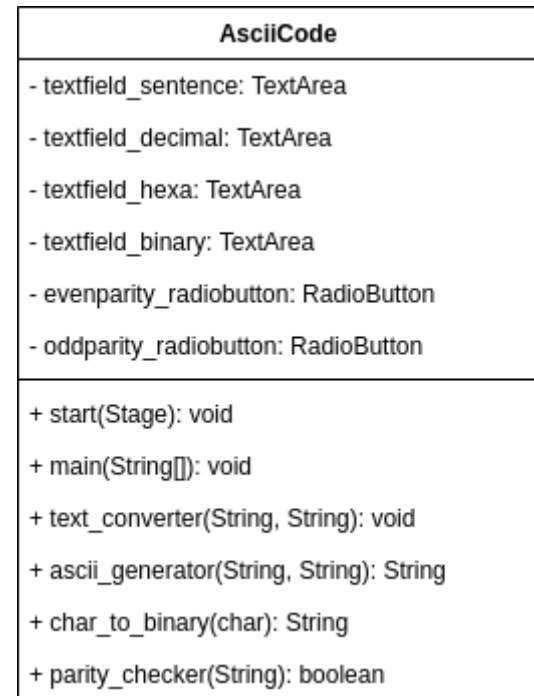 AsciiCode
- textfield_sentence: TextArea
- textfield_decimal: TextArea
- textfield_hexa: TextArea
- textfield_binary: TextArea
- evenparity_radiobutton: RadioButton
- oddparity_radiobutton: RadioButton
+ start(Stage): void
+ main(String[]): void
+ text_converter(String, String): void
+ ascii_generator(String, String): String
+ char_to_binary(char): String
+ parity_checker(String): boolean